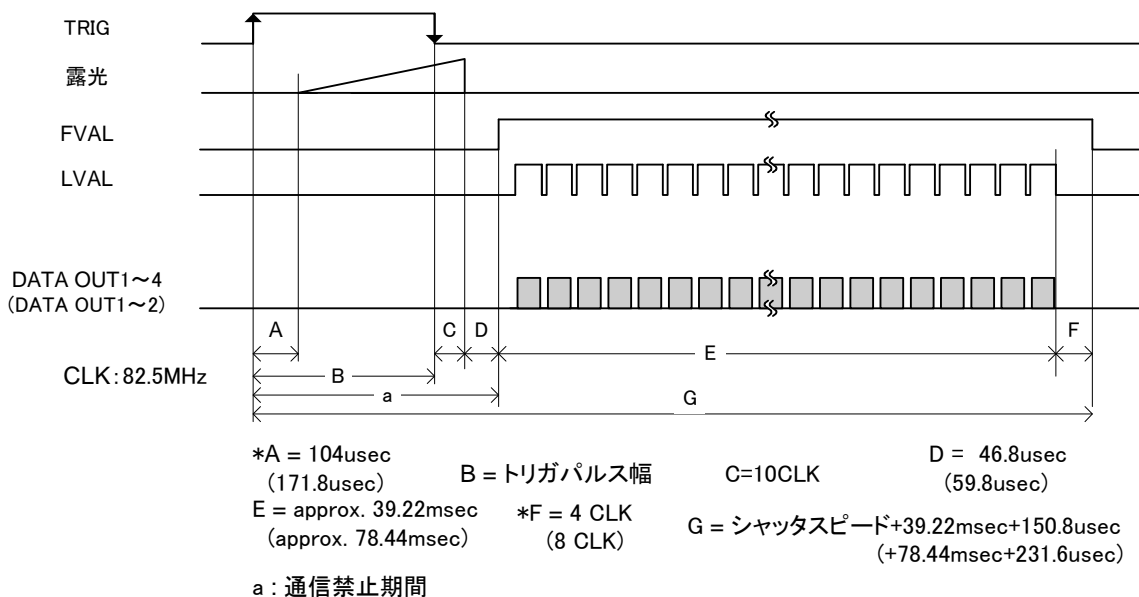 TRIG
露光
FVAL
LVAL
DATA OUT1～4
(DATA OUT1～2)
A
C
D
E
F
CLK：82.5MHz
B
a
G
*A = 104usec
(171.8usec)
B = トリガパルス幅
C=10CLK
D = 46.8usec
(59.8usec)
E = approx. 39.22msec
(approx. 78.44msec)
*F = 4 CLK
(8 CLK)
G = シャッタスピード+39.22msec+150.8usec
(+78.44msec+231.6usec)
a : 通信禁止期間